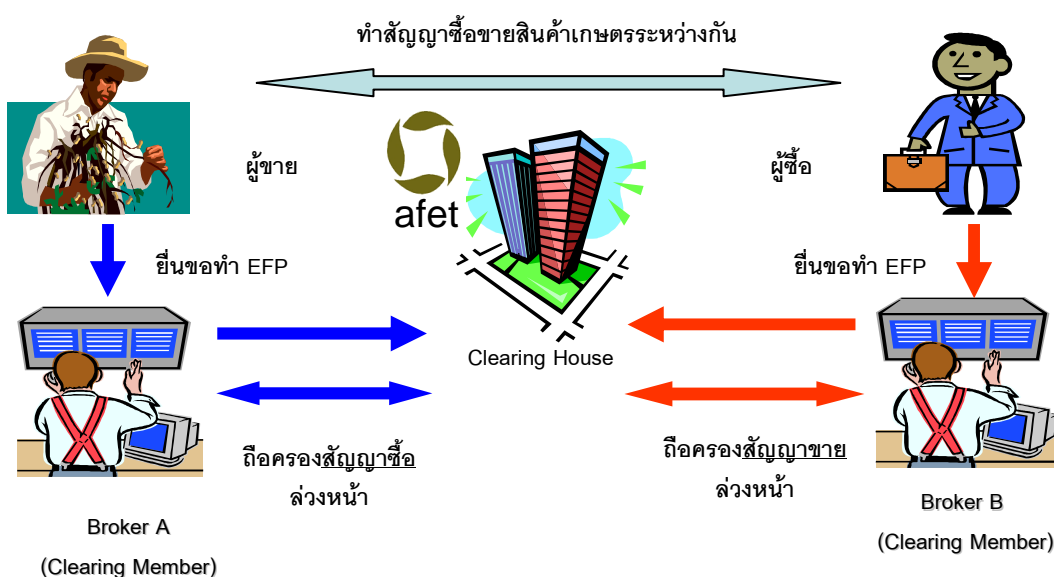 ทำสัญญาซื้อขายสินค้าเกษตรระหว่างกัน
ผู้ขาย
ผู้ซื้อ
afet
ยื่นขอทำ EFP
ยื่นขอทำ EFP
Clearing House
ถือครองสัญญาซื้อ
ล่วงหน้า
ถือครองสัญญาขาย
ล่วงหน้า
Broker A
(Clearing Member)
Broker B
(Clearing Member)